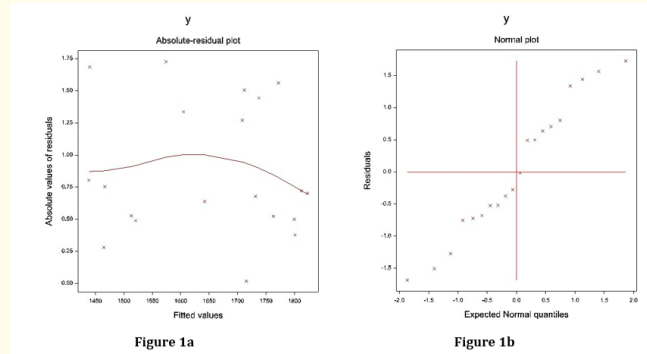 y
Absolute-residual plot
Absolute values of residuals
1.75
1.50
1.25
1.00
0.75
0.50
0.25
0.00
1450 1500 1550 1600 1650 1700 1750 1800
Fitted values
Figure 1a
y
Normal plot
Residuals
1.5
1.0
0.5
0.0
-0.5
-1.0
-1.5
-2.0 -1.5 -1.0 -0.5 0.0 0.5 1.0 1.5 2.0
Expected Normal quantiles
Figure 1b